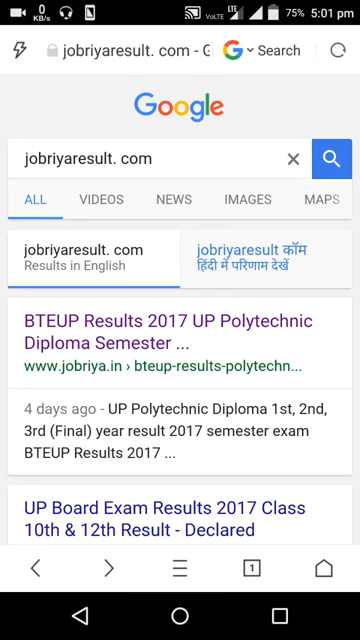 0 KB/s VoLTE LTE 75% 5:01 pm
jobriyaresult. com - G Search
Google
jobriyaresult. com
ALL VIDEOS NEWS IMAGES MAPS
jobriyaresult. com
Results in English
jobriyaresult कॉम
हिंदी में परिणाम देखें
BTEUP Results 2017 UP Polytechnic
Diploma Semester ...
www.jobriya.in › bteup-results-polytechn...
4 days ago - UP Polytechnic Diploma 1st, 2nd,
3rd (Final) year result 2017 semester exam
BTEUP Results 2017 ...
UP Board Exam Results 2017 Class
10th & 12th Result - Declared
1